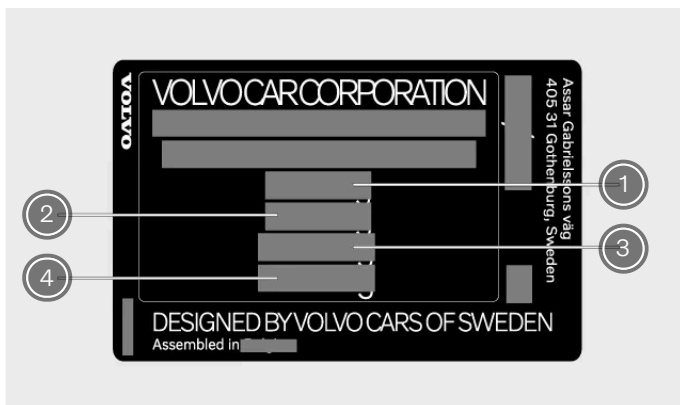 VOLVO
VOLVO CAR CORPORATION
Assar Gabrielssons väg
405 31 Gothenburg, Sweden
1
2
3
4
DESIGNED BY VOLVO CARS OF SWEDEN
Assembled in